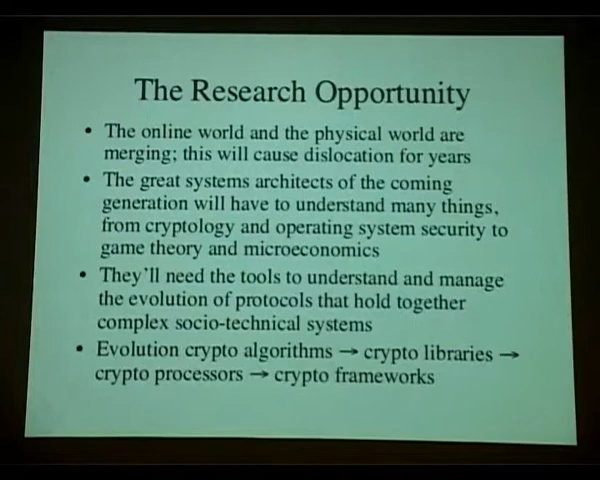 The Research Opportunity
• The online world and the physical world are
merging; this will cause dislocation for years
• The great systems architects of the coming
generation will have to understand many things,
from cryptology and operating system security to
game theory and microeconomics
• They'll need the tools to understand and manage
the evolution of protocols that hold together
complex socio-technical systems
• Evolution crypto algorithms → crypto libraries →
crypto processors → crypto frameworks